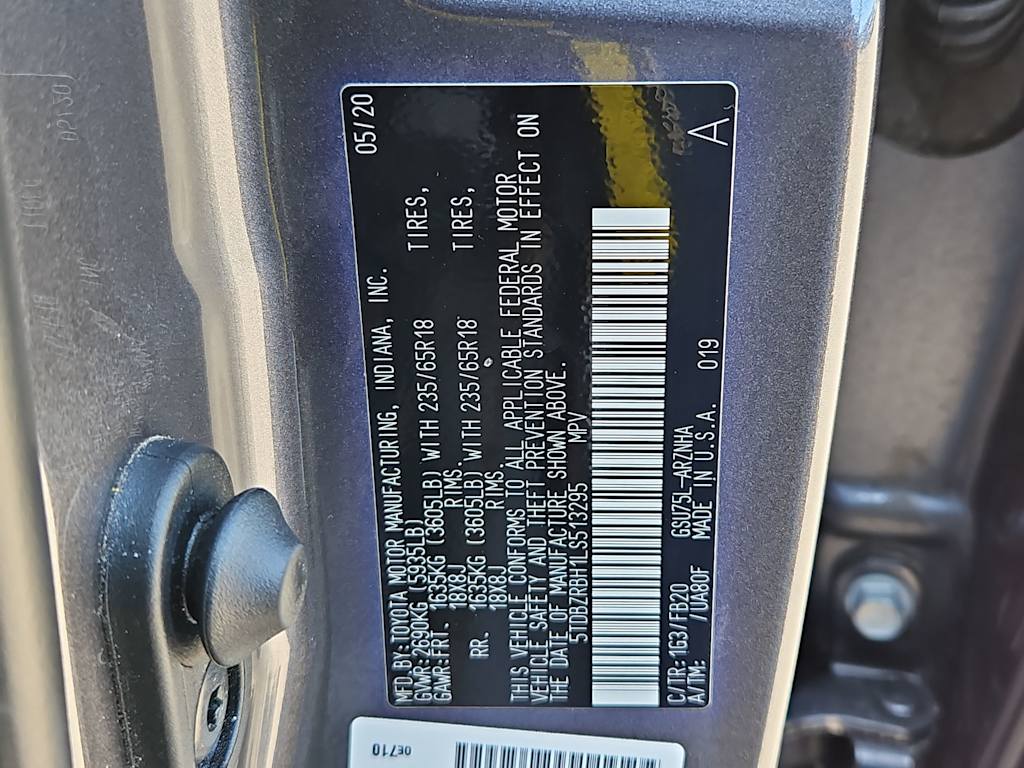 MFD.BY:TOYOTA MOTOR MANUFACTURING, INDIANA, INC. 05/20
GVWR:2690KG(5935LB)
GAWR:FRT. 1635KG (3605LB) WITH 235/65R18 TIRES,
18X8J RIMS.
RR. 1635KG (3605LB) WITH 235/65R18 TIRES,
18X8J RIMS.
THIS VEHICLE CONFORMS TO ALL APPLICABLE FEDERAL MOTOR
VEHICLE SAFETY AND THEFT PREVENTION STANDARDS IN EFFECT ON
THE DATE OF MANUFACTURE SHOWN ABOVE.
5TDBZRBH1LS513295 MPV
C/TR:1G3/FB20 GSU75L-ARZNHA
A/TM: /UA80F MADE IN U.S.A. 019 A
0E710